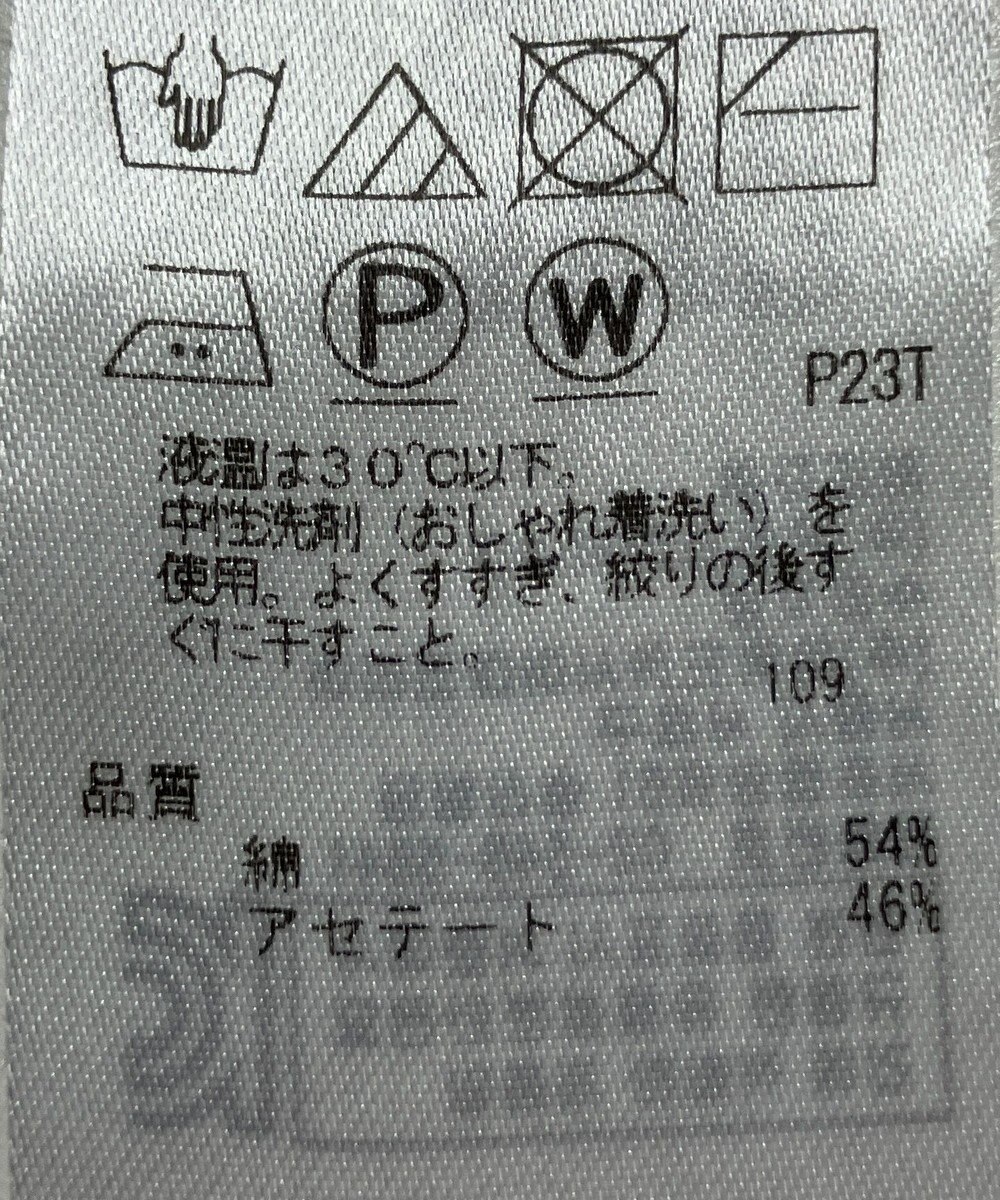 P W
P23T
液温は30℃以下。
中性洗剤（おしゃれ着洗い）を
使用。よくすすぎ、絞りの後す
ぐに干すこと。
109
品質
綿 54%
アセテート 46%